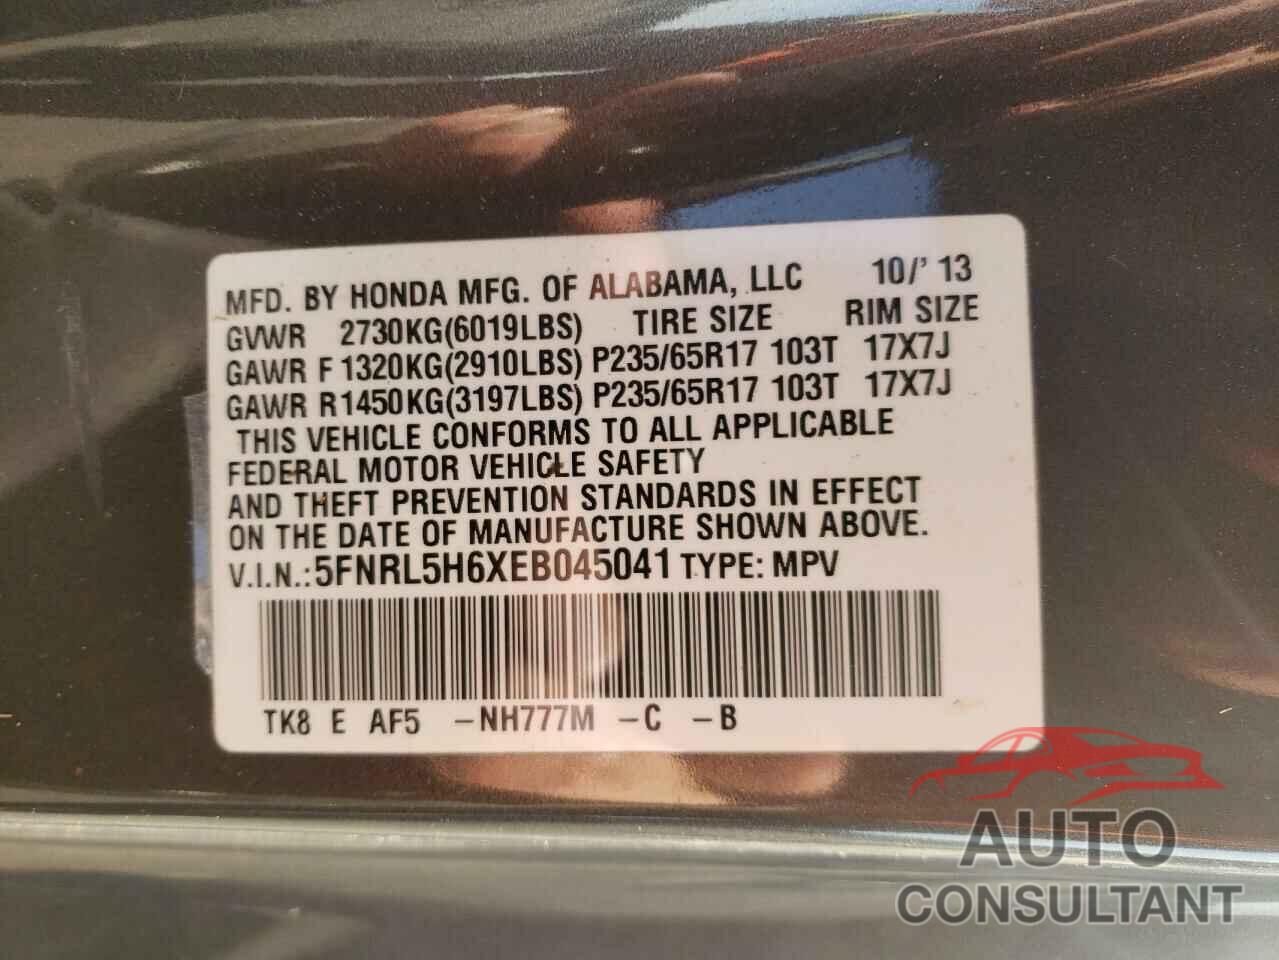 MFD. BY HONDA MFG. OF ALABAMA, LLC 10/' 13
GVWR 2730KG(6019LBS) TIRE SIZE RIM SIZE
GAWR F 1320KG(2910LBS) P235/65R17 103T 17X7J
GAWR R1450KG(3197LBS) P235/65R17 103T 17X7J
THIS VEHICLE CONFORMS TO ALL APPLICABLE
FEDERAL MOTOR VEHICLE SAFETY
AND THEFT PREVENTION STANDARDS IN EFFECT
ON THE DATE OF MANUFACTURE SHOWN ABOVE.
V.I.N.:5FNRL5H6XEB045041 TYPE: MPV
TK8 E AF5 -NH777M -C -B
AUTO
CONSULTANT